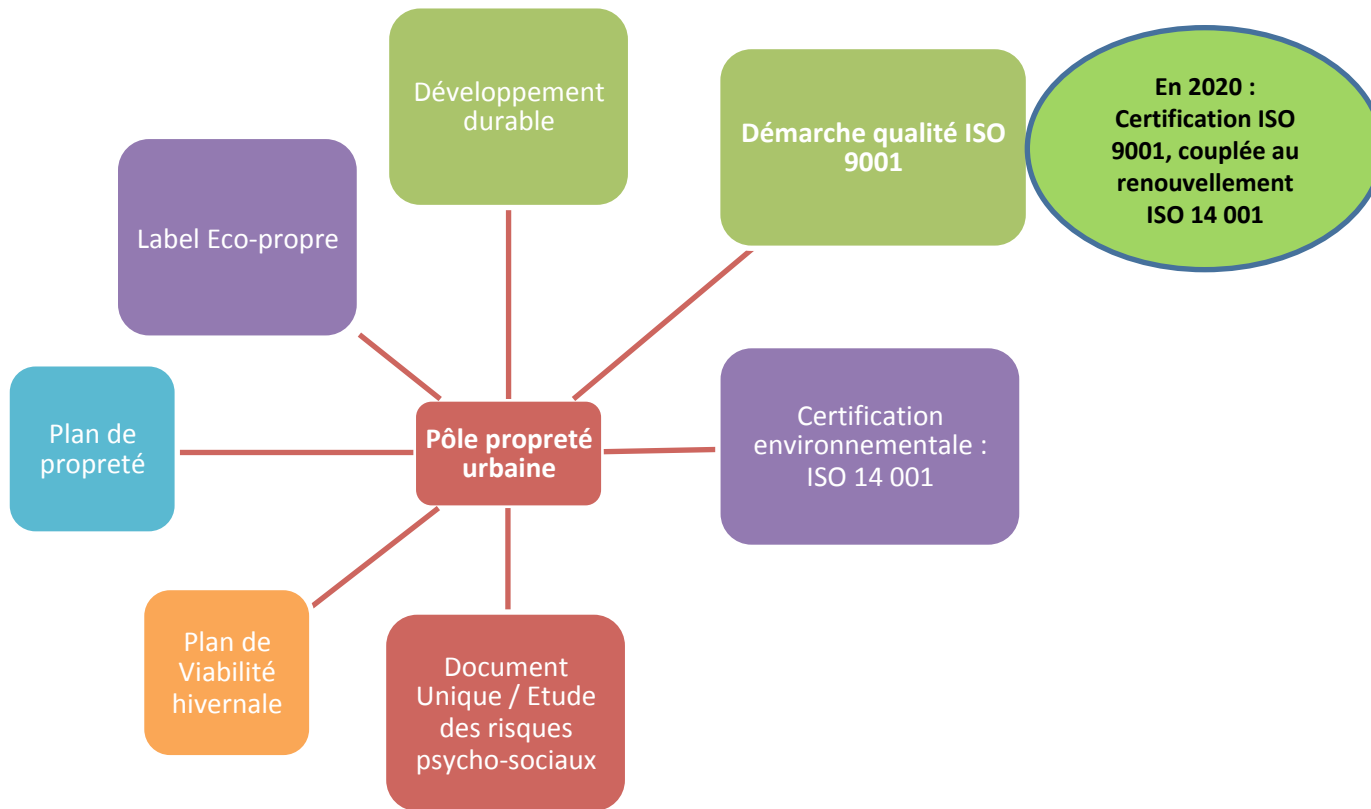 Développement
durable
Démarche qualité ISO
9001
En 2020 :
Certification ISO
9001, couplée au
renouvellement
ISO 14 001
Label Eco-propre
Plan de
propreté
Pôle propreté
urbaine
Certification
environnementale :
ISO 14 001
Plan de
Viabilité
hivernale
Document
Unique / Etude
des risques
psycho-sociaux